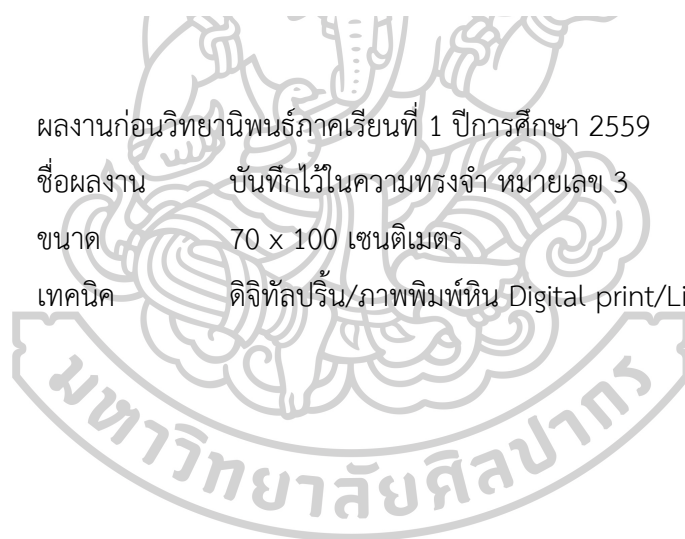 ผลงานก่อนวิทยานิพนธ์ภาคเรียนที่ 1 ปีการศึกษา 2559
ชื่อผลงาน บันทึกไว้ในความทรงจำ หมายเลข 3
ขนาด 70 x 100 เซนติเมตร
เทคนิค ดิจิทัลปริ้น/ภาพพิมพ์หิน Digital print/Li
มหาวิทยาลัยศิลปากร